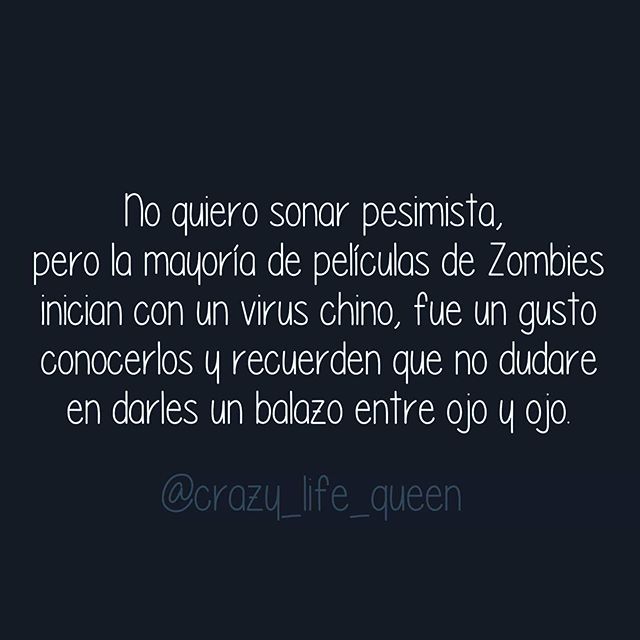 No quiero sonar pesimista,
pero la mayoría de películas de Zombies
inician con un virus chino, fue un gusto
conocerlos y recuerden que no dudare
en darles un balazo entre ojo y ojo.
@crazy_life_queen